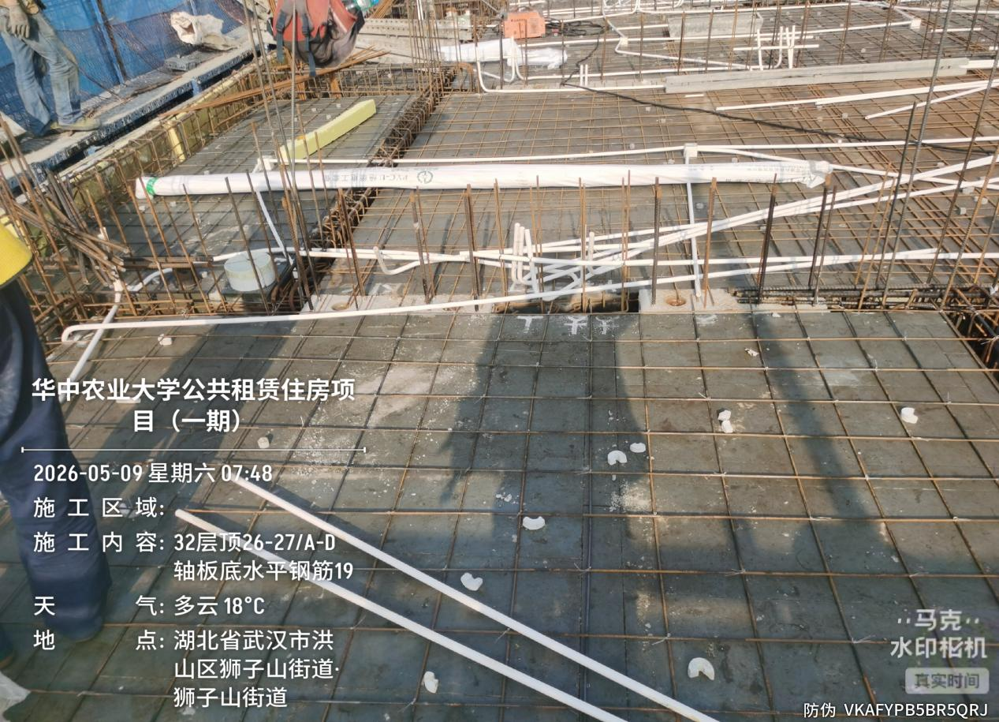 PVC-U
华中农业大学公共租赁住房项
目（一期）
2026-05-09 星期六 07:48
施工区域:
施工内容: 32层顶26-27/A-D
轴板底水平钢筋19
天气: 多云 18°C
地点: 湖北省武汉市洪
山区狮子山街道·
狮子山街道
马克
水印相机
真实时间
防伪 VKAFYPB5BR5QRJ